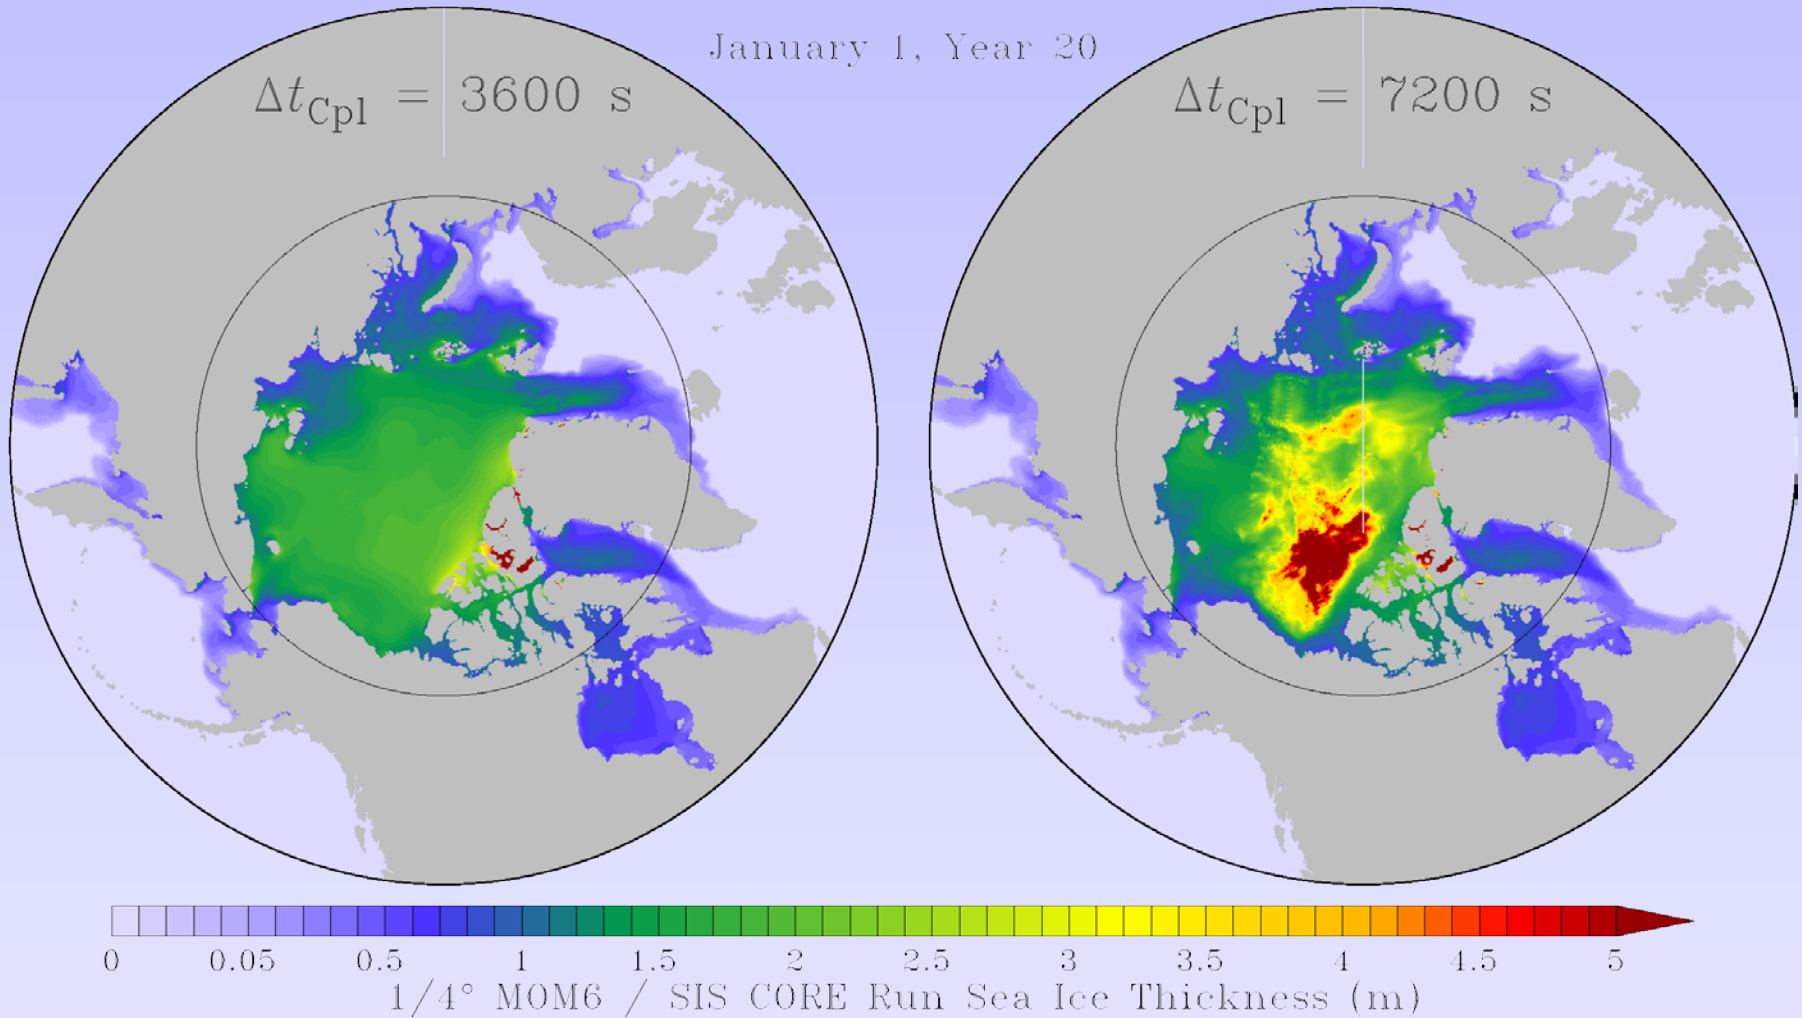 January 1, Year 20
Δt_Cpl = 3600 s
Δt_Cpl = 7200 s
0 0.05 0.5 1 1.5 2 2.5 3 3.5 4 4.5 5
1/4° MOM6 / SIS CORE Run Sea Ice Thickness (m)